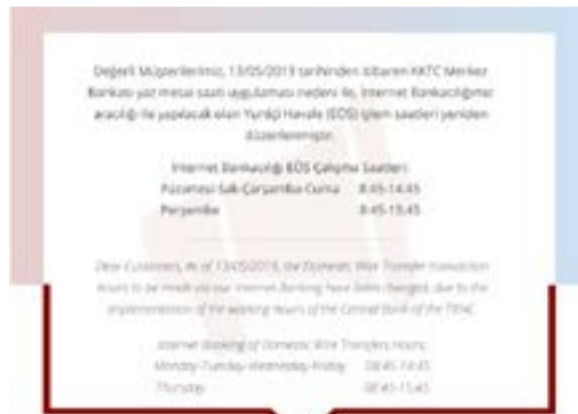 Değerli Müşterilerimiz, 13/05/2019 tarihinden itibaren KKTC Merkez
Bankası yaz mesai saati uygulaması nedeni ile, Internet Bankacılığımız
aracılığı ile yapılacak olan Yurtiçi Havale (EÖS) işlem saatleri yeniden
düzenlenmiştir.
Internet Bankacılığı EÖS Çalışma Saatleri:
Pazartesi-Salı-Çarşamba-Cuma 8:45-14:45
Perşembe 8:45-15:45
Dear Customers, As of 13/05/2019, the Domestic Wire Transfer transaction
hours to be made via our Internet Banking have been changed, due to the
implementation of the working hours of the Central Bank of the TRNC.
Internet Banking of Domestic Wire Transfers Hours:
Monday-Tuesday-Wednesday-Friday 08:45-14:45
Thursday 08:45-15:45